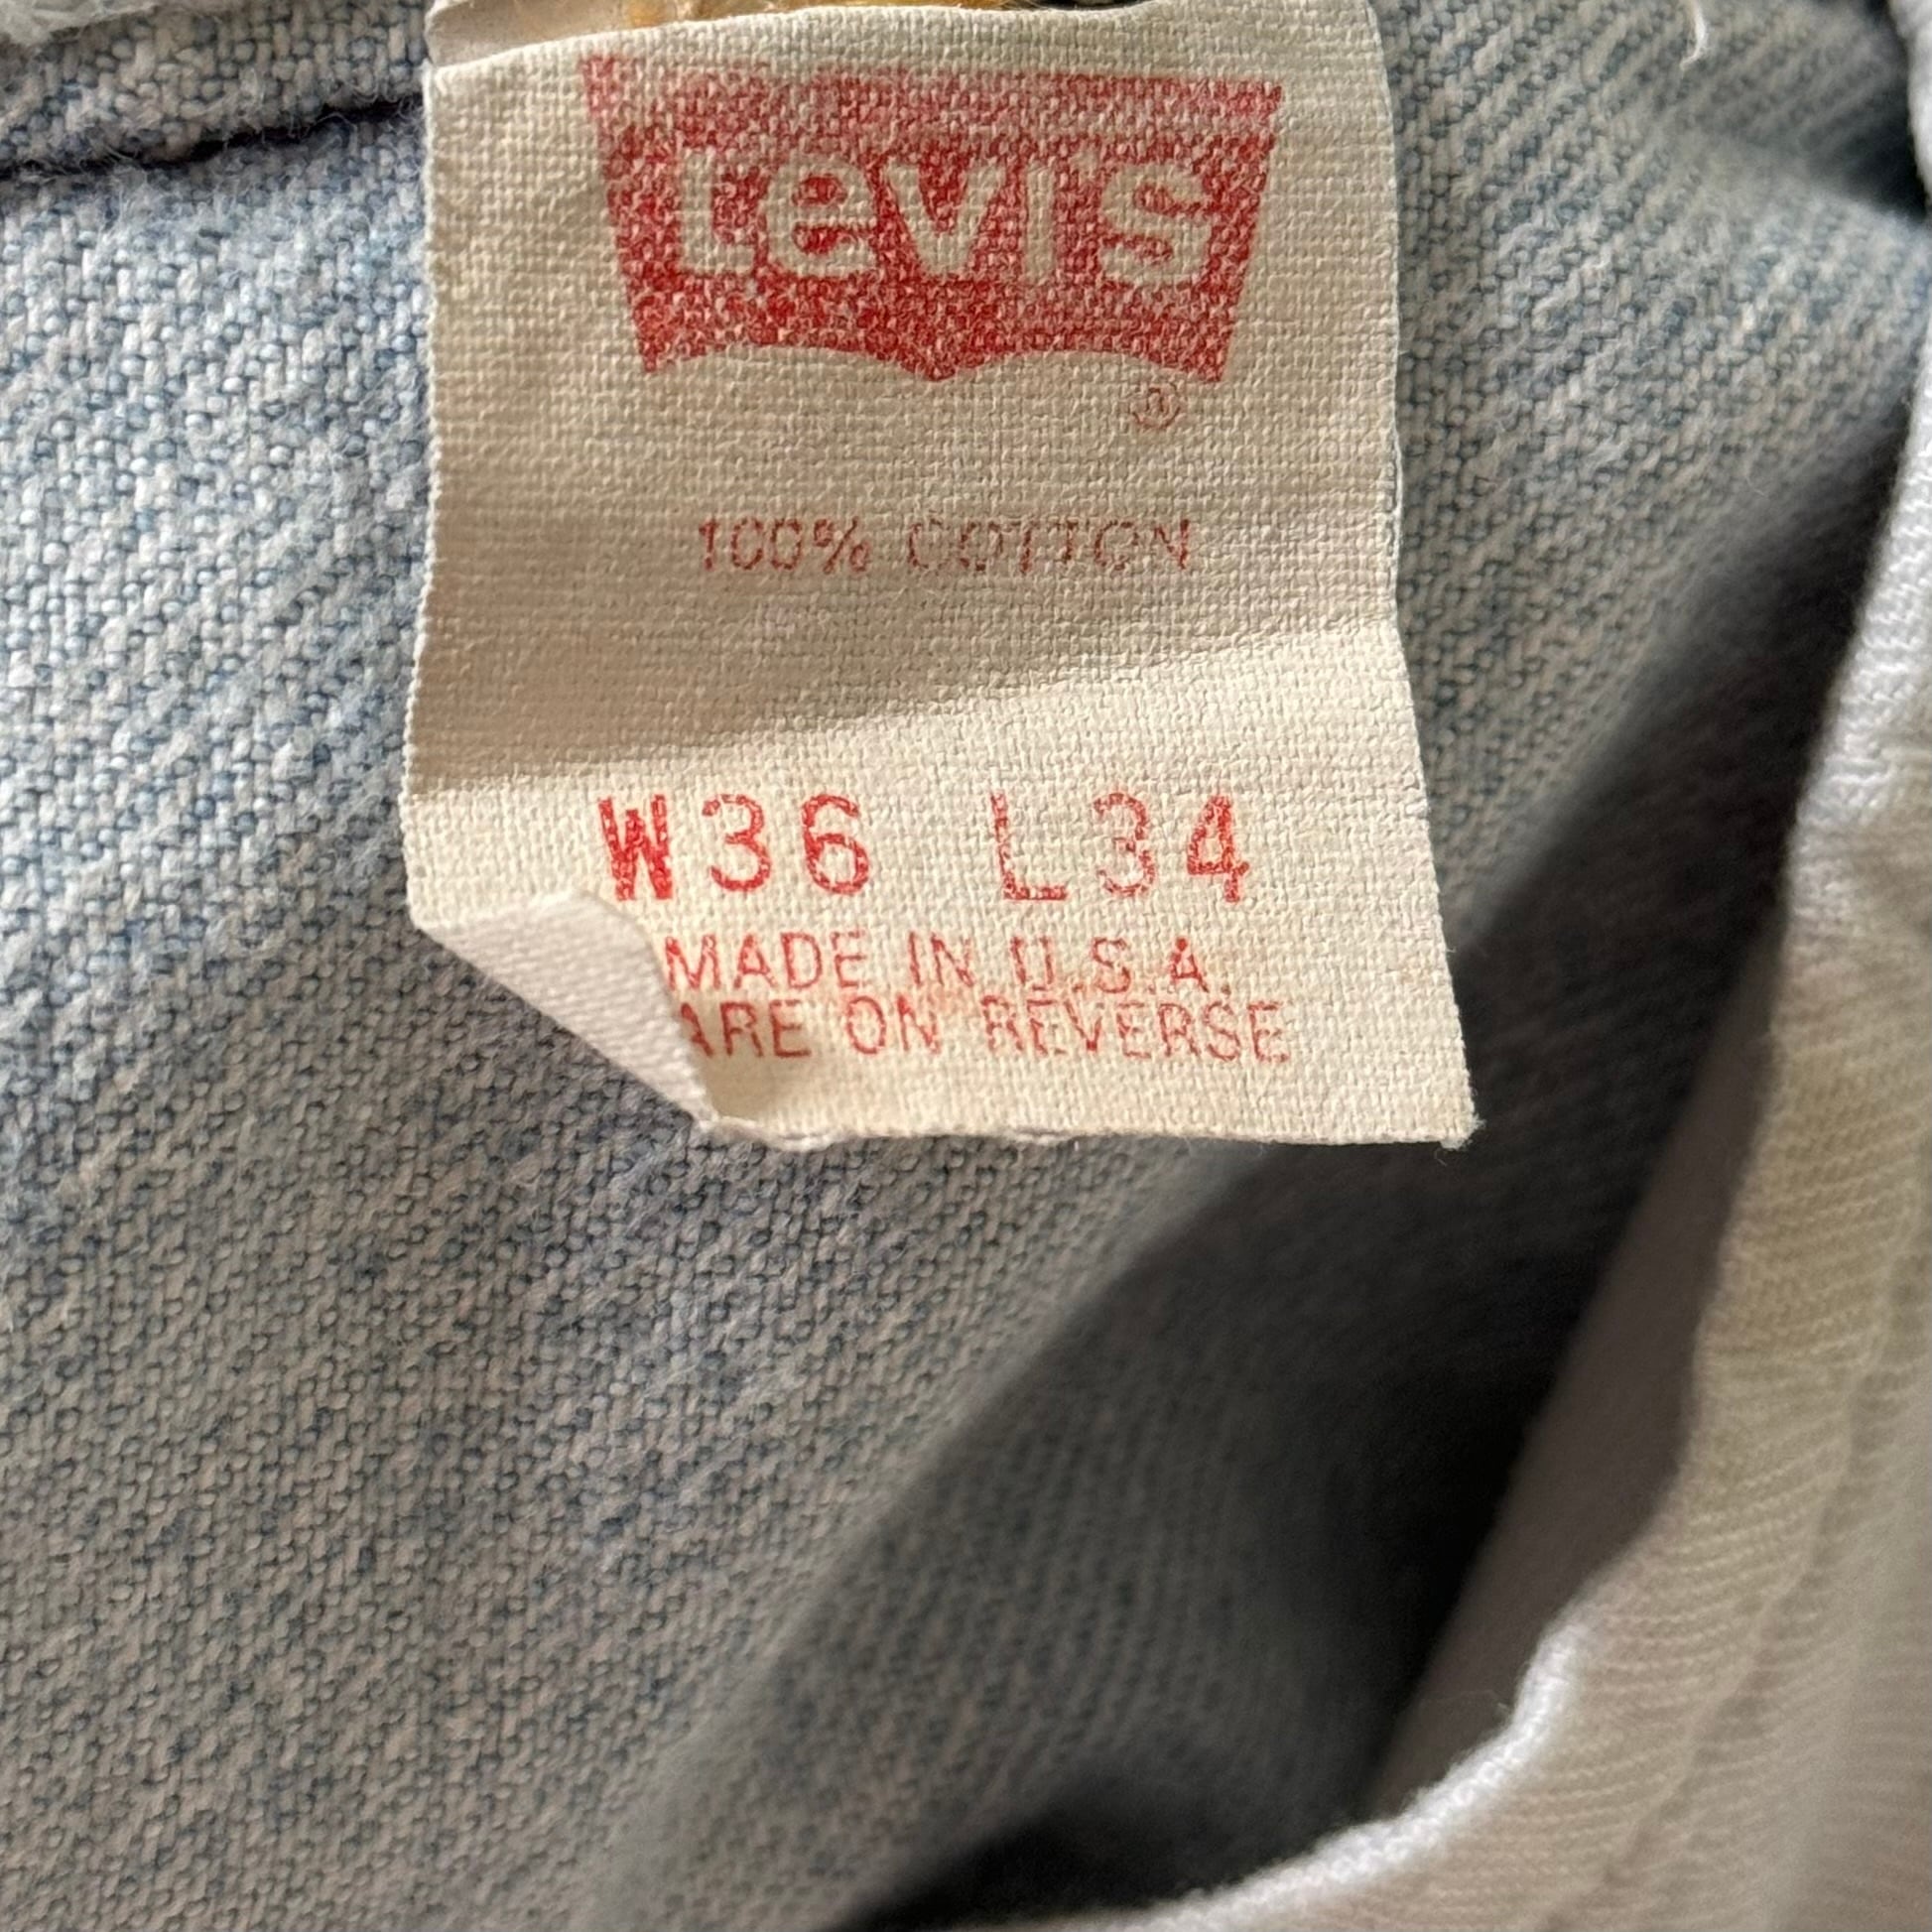 Levi's
®
100% COTTON
W36 L34
MADE IN U.S.A.
ARE ON REVERSE